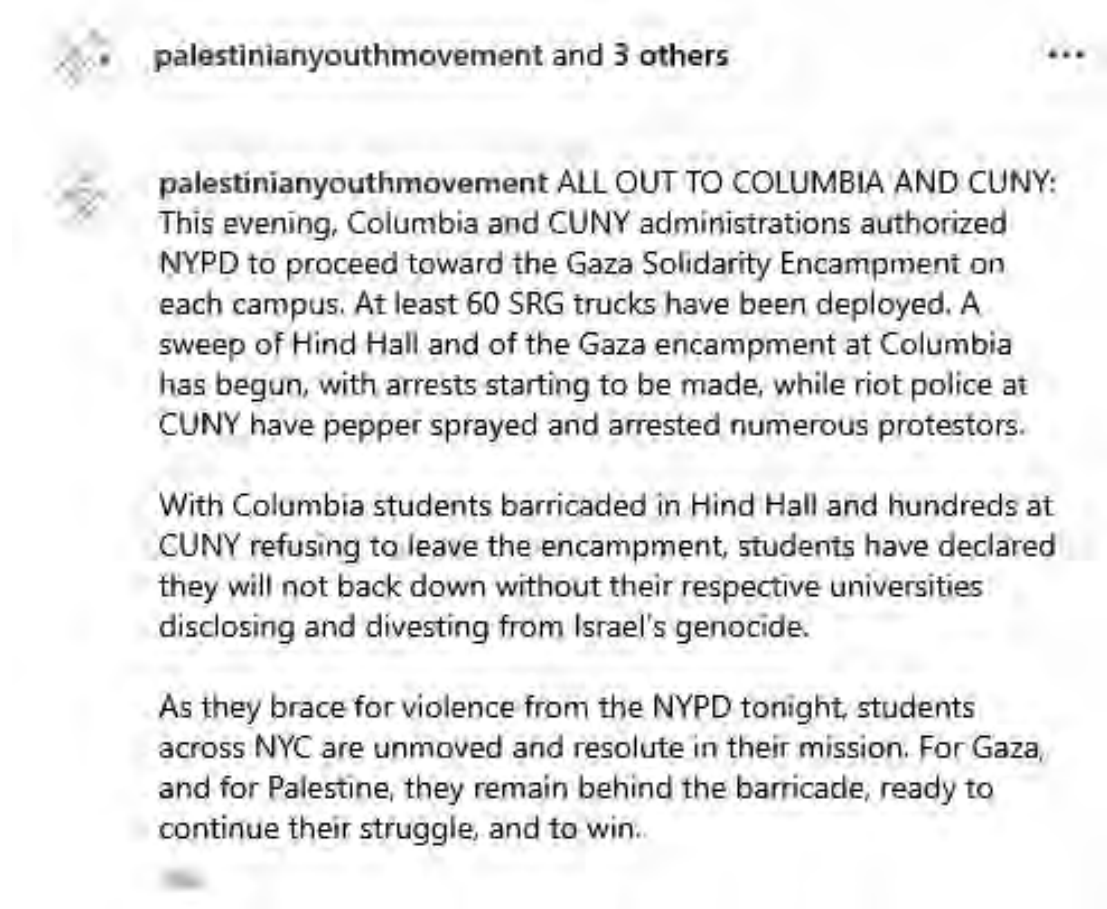 palestinianyouthmovement and 3 others
palestinianyouthmovement ALL OUT TO COLUMBIA AND CUNY:
This evening, Columbia and CUNY administrations authorized
NYPD to proceed toward the Gaza Solidarity Encampment on
each campus. At least 60 SRG trucks have been deployed. A
sweep of Hind Hall and of the Gaza encampment at Columbia
has begun, with arrests starting to be made, while riot police at
CUNY have pepper sprayed and arrested numerous protestors.
With Columbia students barricaded in Hind Hall and hundreds at
CUNY refusing to leave the encampment, students have declared
they will not back down without their respective universities
disclosing and divesting from Israel's genocide.
As they brace for violence from the NYPD tonight, students
across NYC are unmoved and resolute in their mission. For Gaza,
and for Palestine, they remain behind the barricade, ready to
continue their struggle, and to win.